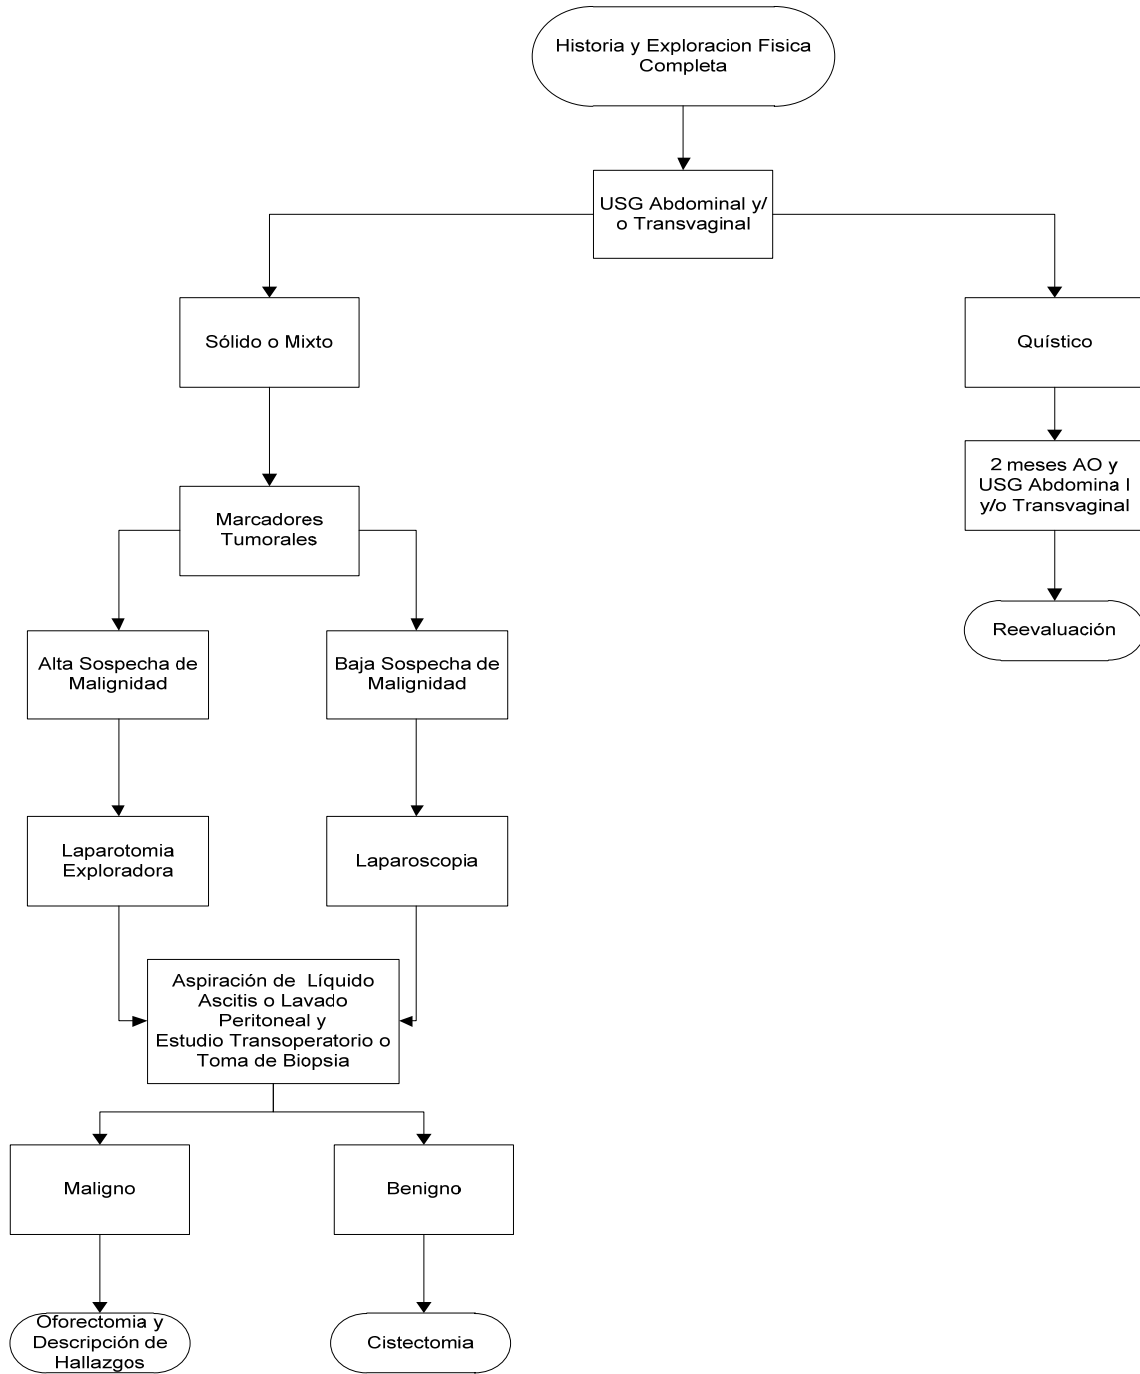 Historia y Exploracion Fisica
Completa
USG Abdominal y/
o Transvaginal
Sólido o Mixto
Quístico
2 meses AO y
USG Abdomina l
y/o Transvaginal
Marcadores
Tumorales
Reevaluación
Alta Sospecha de
Malignidad
Baja Sospecha de
Malignidad
Laparotomia
Exploradora
Laparoscopia
Aspiración de Líquido
Ascitis o Lavado
Peritoneal y
Estudio Transoperatorio o
Toma de Biopsia
Maligno
Benigno
Oforectomia y
Descripción de
Hallazgos
Cistectomia